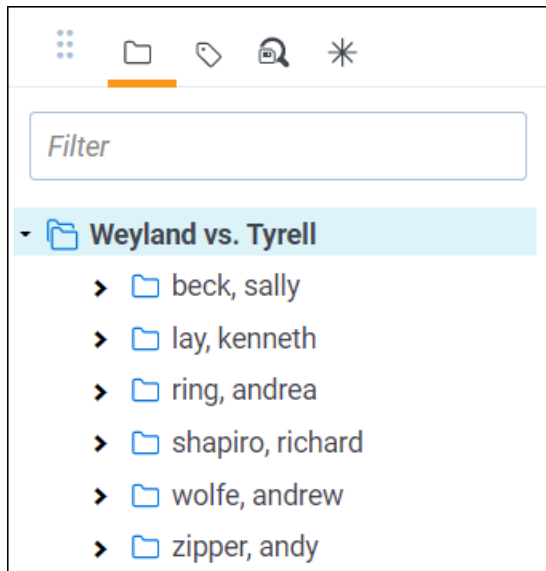 Filter
Weyland vs. Tyrell
beck, sally
lay, kenneth
ring, andrea
shapiro, richard
wolfe, andrew
zipper, andy